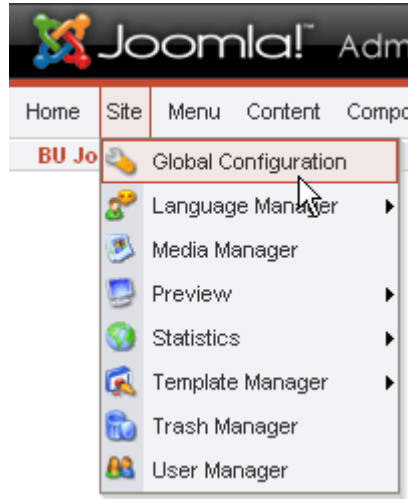 Joomla!™ Adm
Home Site Menu Content Compo
BU Jo
Global Configuration
Language Manager
Media Manager
Preview
Statistics
Template Manager
Trash Manager
User Manager